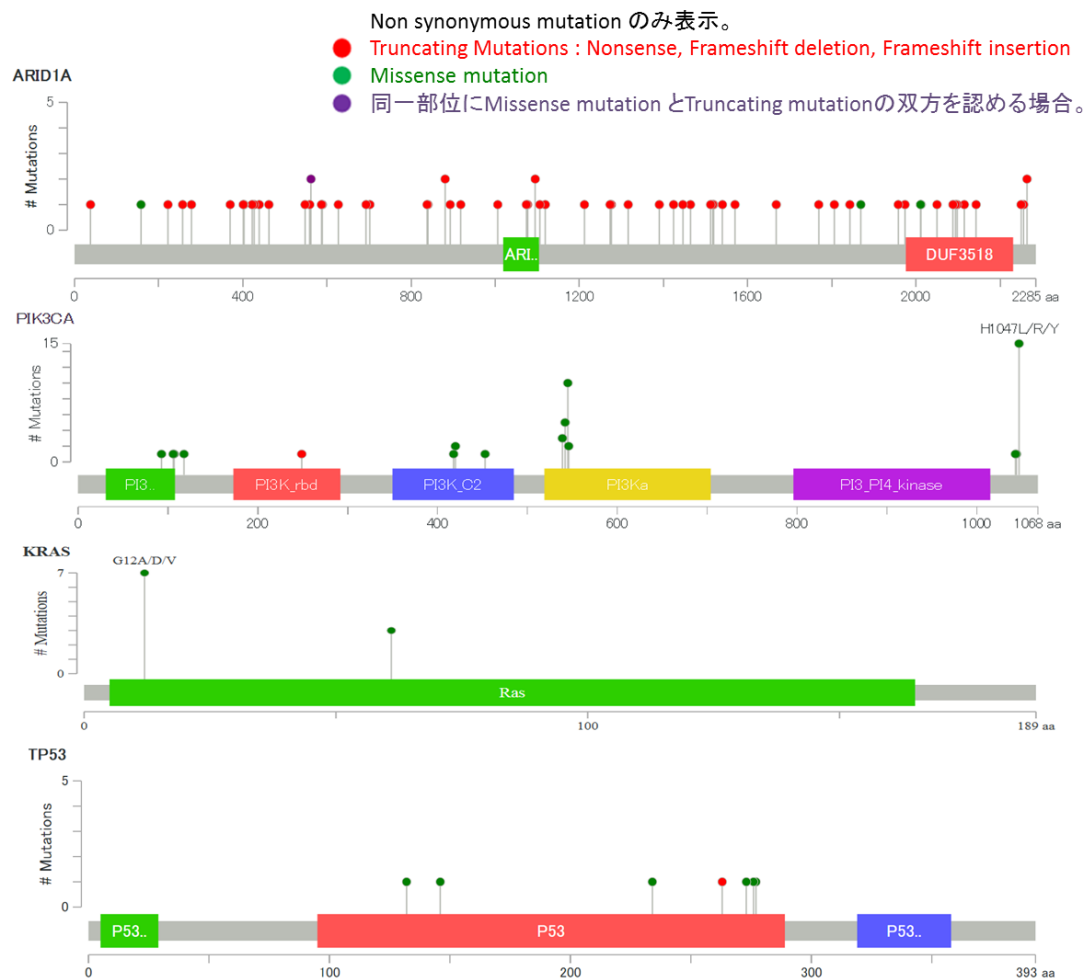 Non synonymous mutation のみ表示。
Truncating Mutations : Nonsense, Frameshift deletion, Frameshift insertion
Missense mutation
同一部位にMissense mutation とTruncating mutationの双方を認める場合。
ARID1A
5
# Mutations
0
ARI..
DUF3518
0 400 800 1200 1600 2000 2285 aa
PIK3CA
H1047L/R/Y
15
# Mutations
0
PI3.. PI3K_rbd PI3K_C2 PI3Ka PI3_PI4_kinase
0 200 400 600 800 1000 1068 aa
KRAS
G12A/D/V
7
# Mutations
0
Ras
0 100 189 aa
TP53
5
# Mutations
0
P53.. P53 P53..
0 100 200 300 393 aa